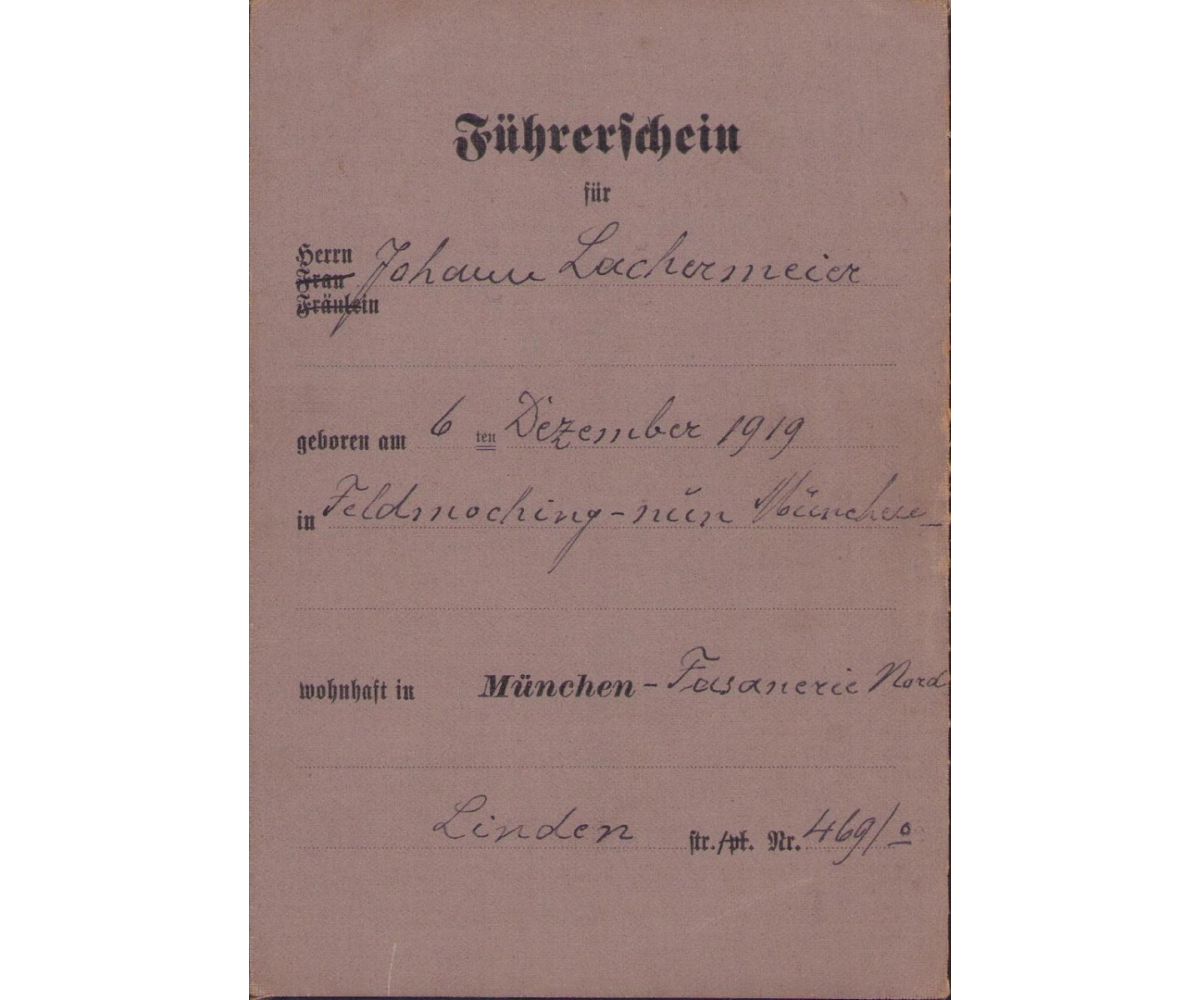 Führerschein
für
Herrn
Frau
Fräulein
Johann Lachermeier
geboren am 6 ten Dezember 1919
in Feldmoching - nun München
wohnhaft in München - Fasanerie Nord
Linden str./pl. Nr. 469/0